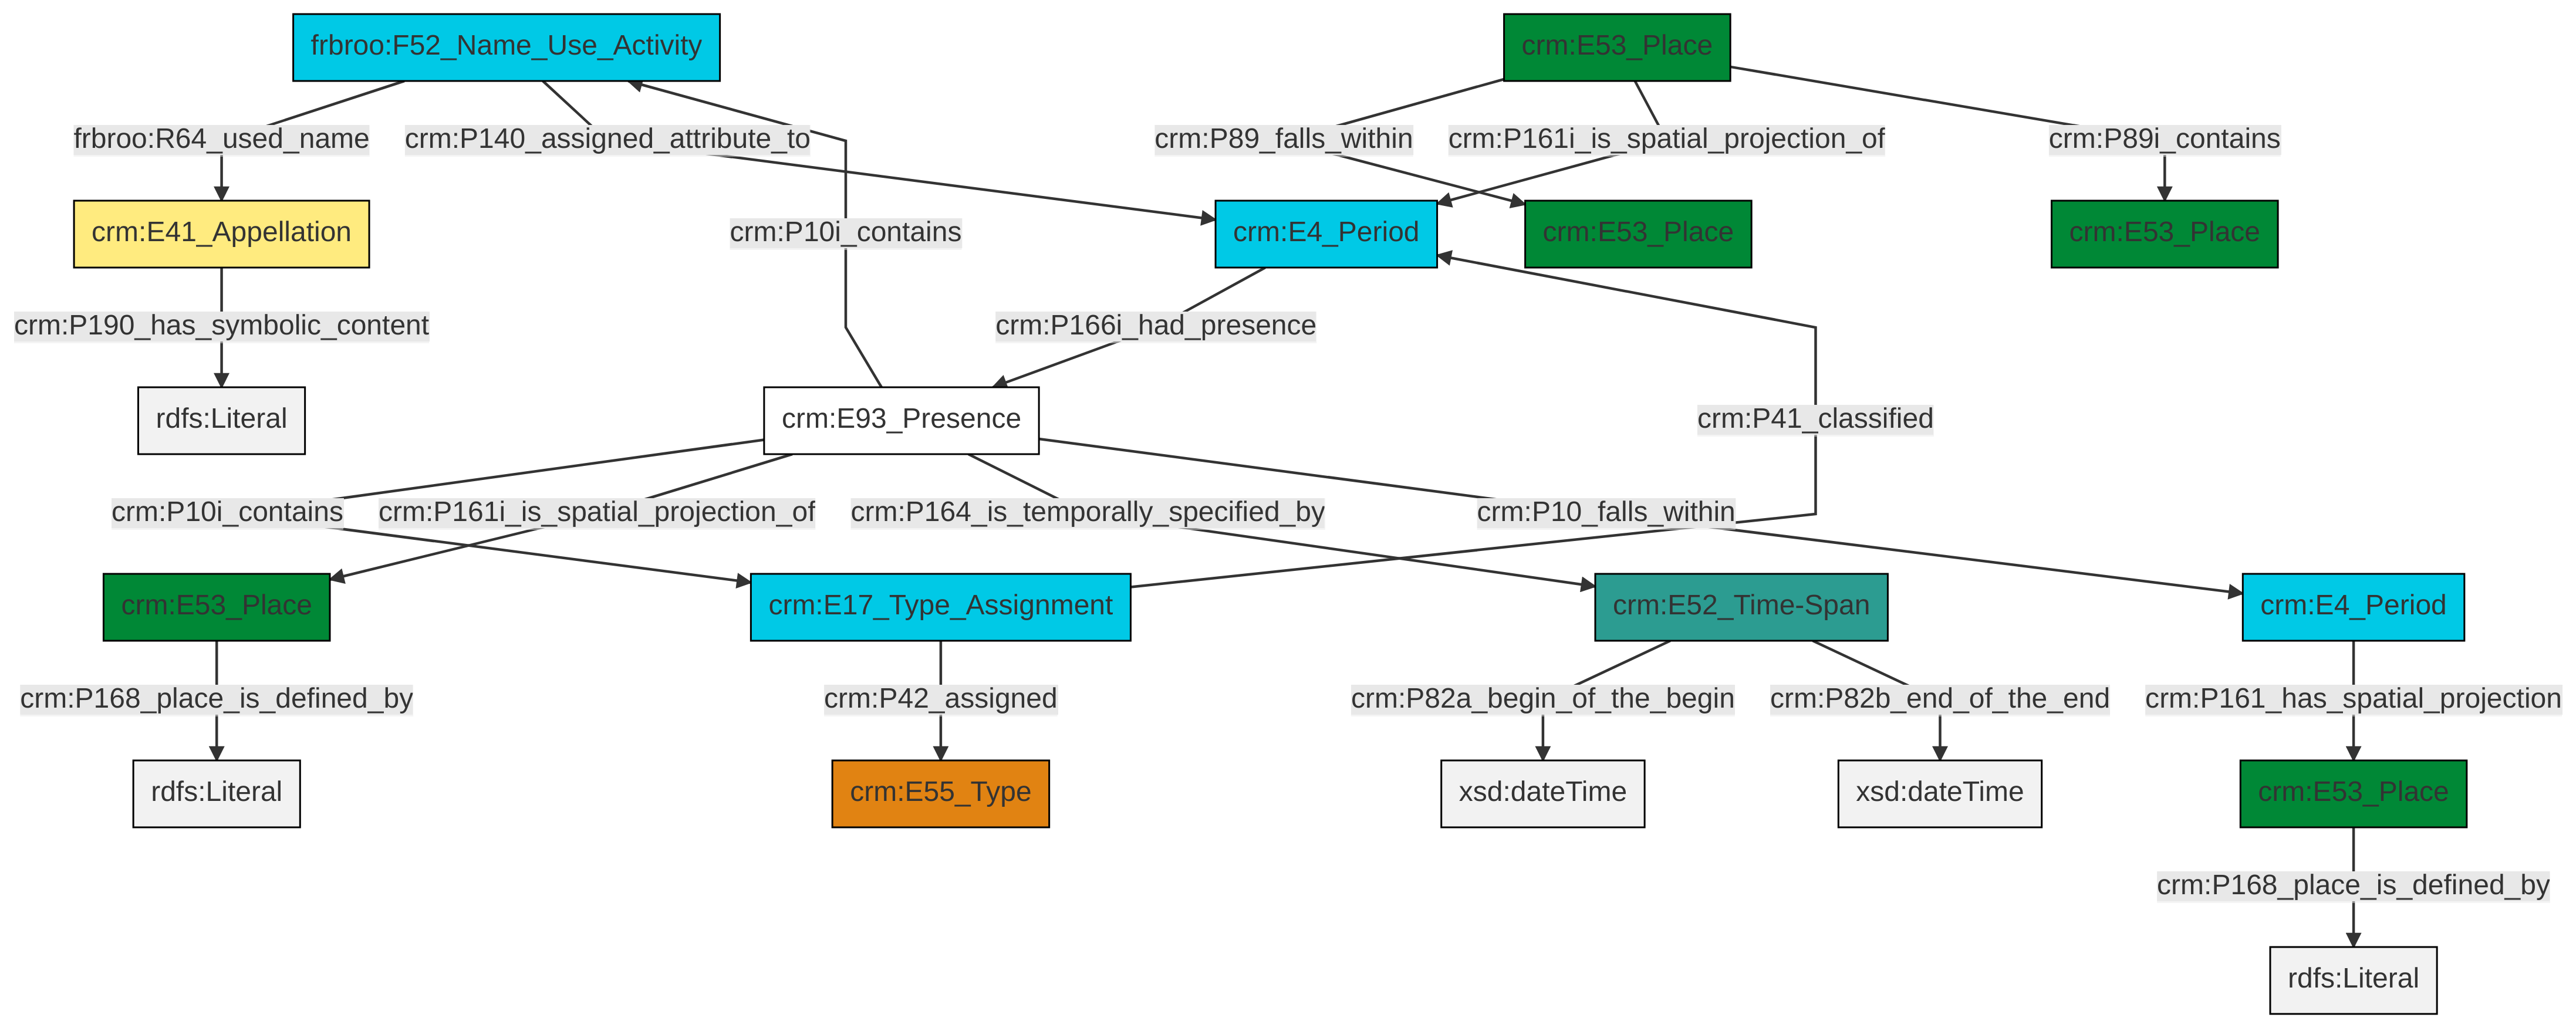 frbroo:F52_Name_Use_Activity
crm:E53_Place
frbroo:R64_used_name
crm:P140_assigned_attribute_to
crm:P89_falls_within
crm:P161i_is_spatial_projection_of
crm:P89i_contains
crm:E41_Appellation
crm:P10i_contains
crm:E4_Period
crm:E53_Place
crm:E53_Place
crm:P190_has_symbolic_content
crm:P166i_had_presence
rdfs:Literal
crm:E93_Presence
crm:P41_classified
crm:P10i_contains
crm:P161i_is_spatial_projection_of
crm:P164_is_temporally_specified_by
crm:P10_falls_within
crm:E53_Place
crm:E17_Type_Assignment
crm:E52_Time-Span
crm:E4_Period
crm:P168_place_is_defined_by
crm:P42_assigned
crm:P82a_begin_of_the_begin
crm:P82b_end_of_the_end
crm:P161_has_spatial_projection
rdfs:Literal
crm:E55_Type
xsd:dateTime
xsd:dateTime
crm:E53_Place
crm:P168_place_is_defined_by
rdfs:Literal